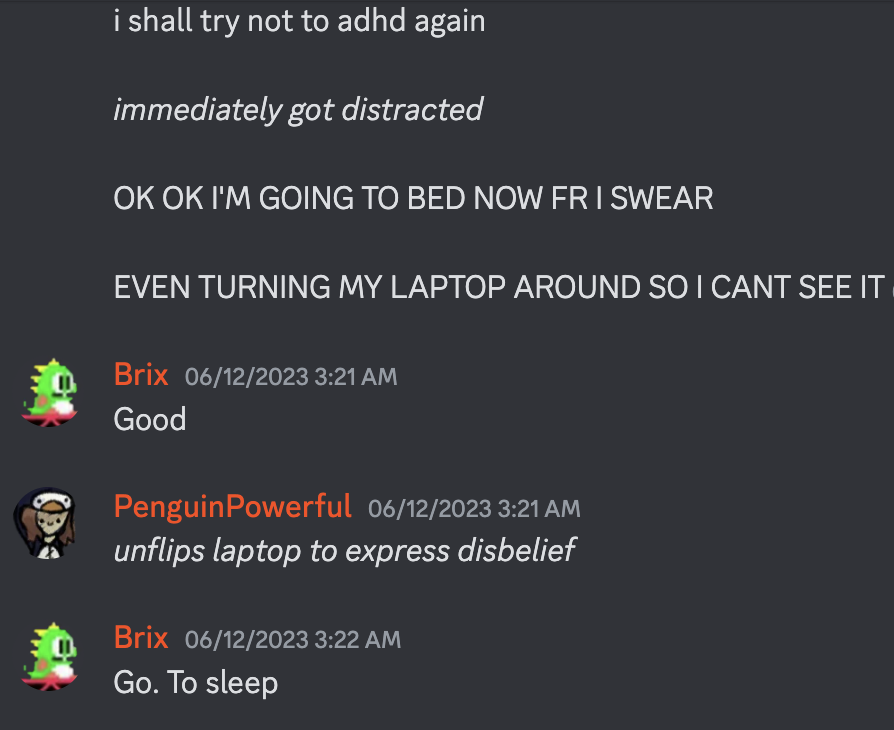 i shall try not to adhd again
immediately got distracted
OK OK I'M GOING TO BED NOW FR I SWEAR
EVEN TURNING MY LAPTOP AROUND SO I CANT SEE IT
Brix 06/12/2023 3:21 AM
Good
PenguinPowerful 06/12/2023 3:21 AM
unflips laptop to express disbelief
Brix 06/12/2023 3:22 AM
Go. To sleep